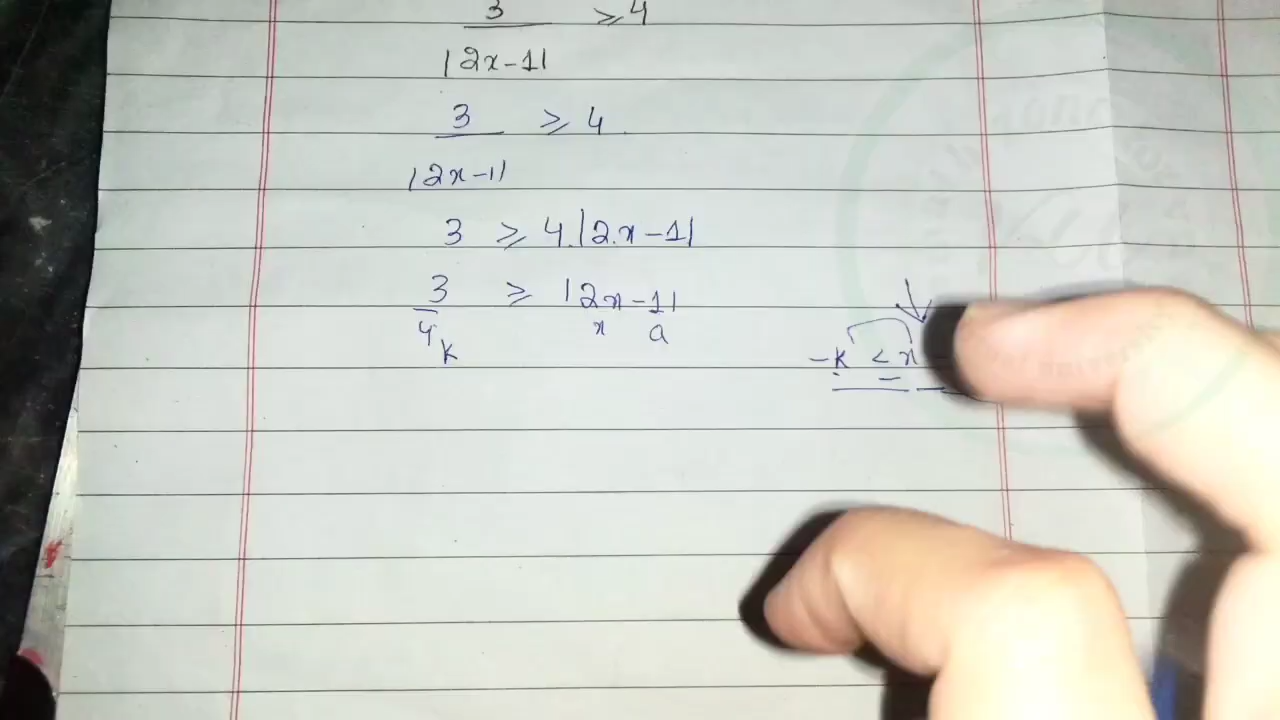 3 ≥ 4
|2x-1|
3 ≥ 4
|2x-1|
3 ≥ 4.|2x-1|
3 ≥ |2x-1|
4 x a
k
-k < x